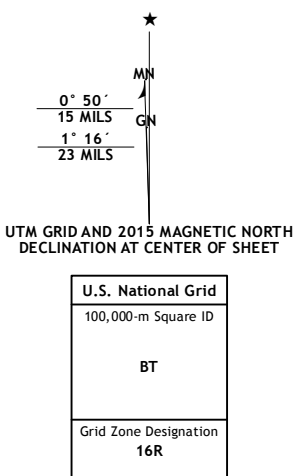 MN
0° 50´
15 MILS
GN
1° 16´
23 MILS
UTM GRID AND 2015 MAGNETIC NORTH
DECLINATION AT CENTER OF SHEET
U.S. National Grid
100,000-m Square ID
BT
Grid Zone Designation
16R